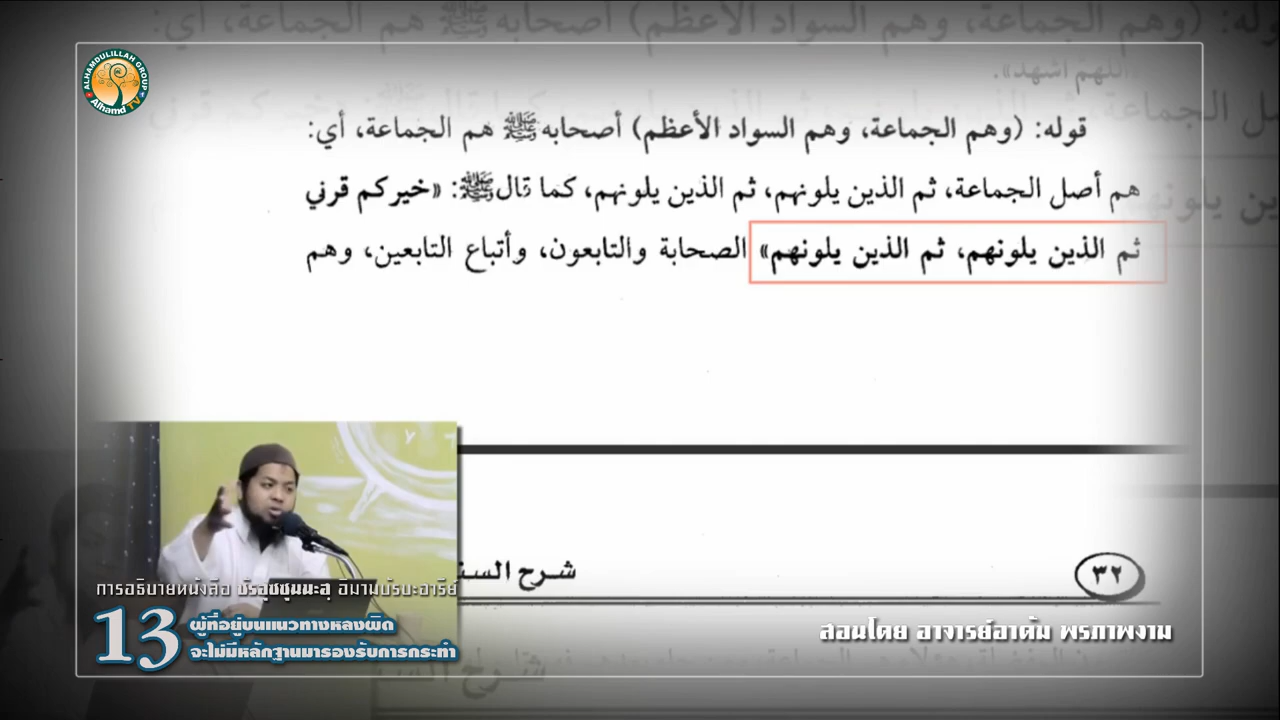 ALHAMDULILLAH GROUP
Alhamd TV
اللهم اشهد».
قوله: (وهم الجماعة، وهم السواد الأعظم) أصحابه ﷺ هم الجماعة، أي:
هم أصل الجماعة، ثم الذين يلونهم، ثم الذين يلونهم، كما قال ﷺ: «خيركم قرني
ثم الذين يلونهم، ثم الذين يلونهم» الصحابة والتابعون، وأتباع التابعين، وهم
٣٢
شرح السن
การอธิบายหนังสือ ชัรฮุซซุนนะฮฺ อิมามบัรบะฮารีย์
13 ผู้ที่อยู่บนแนวทางหลงผิด
จะไม่มีหลักฐานมารองรับการกระทำ
สอนโดย อาจารย์อาดัม พรภาพงาม